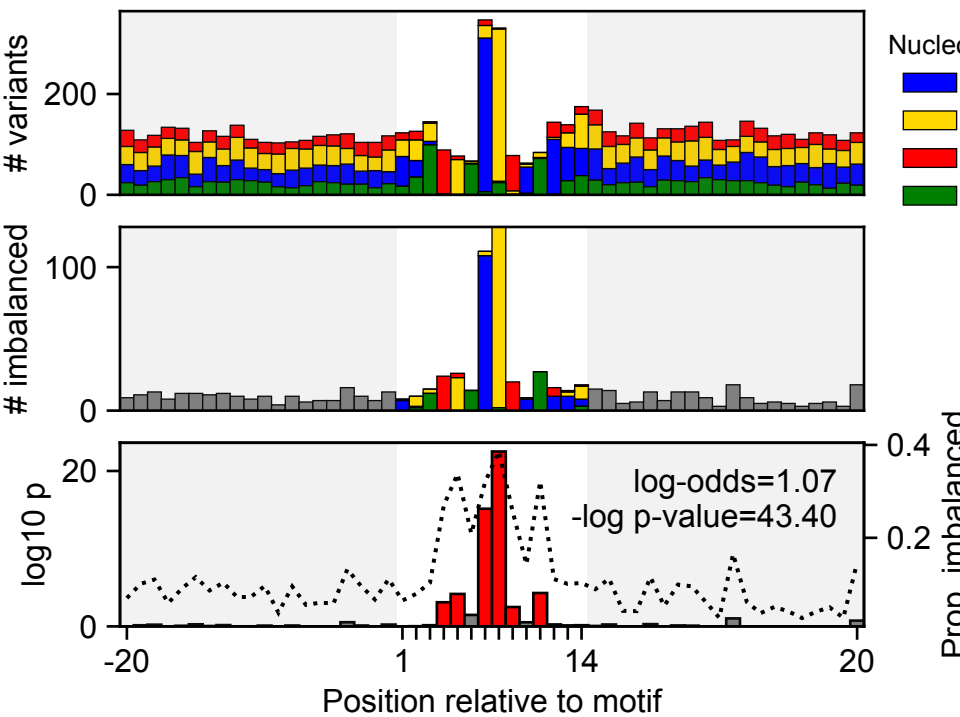 # variants
200
0
Nucleo
# imbalanced
100
0
log10 p
20
0
log-odds=1.07
-log p-value=43.40
0.4
0.2
Prop. imbalanced
-20
1
14
20
Position relative to motif